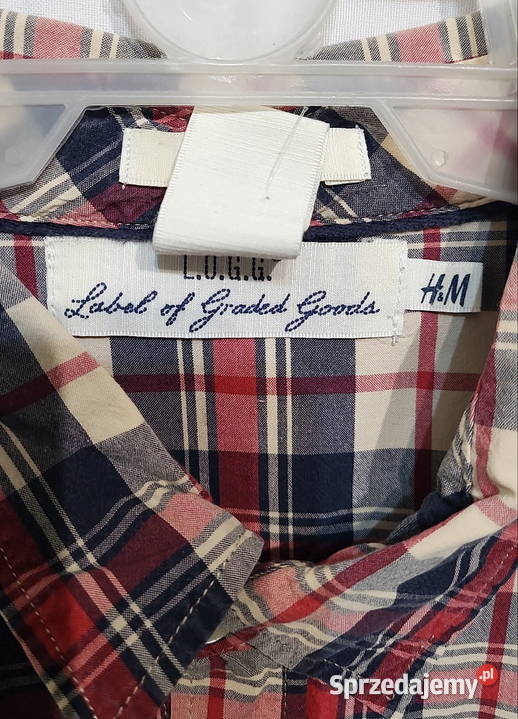 L.O.G.G.
Label of Graded Goods
H&M
Sprzedajemy.pl